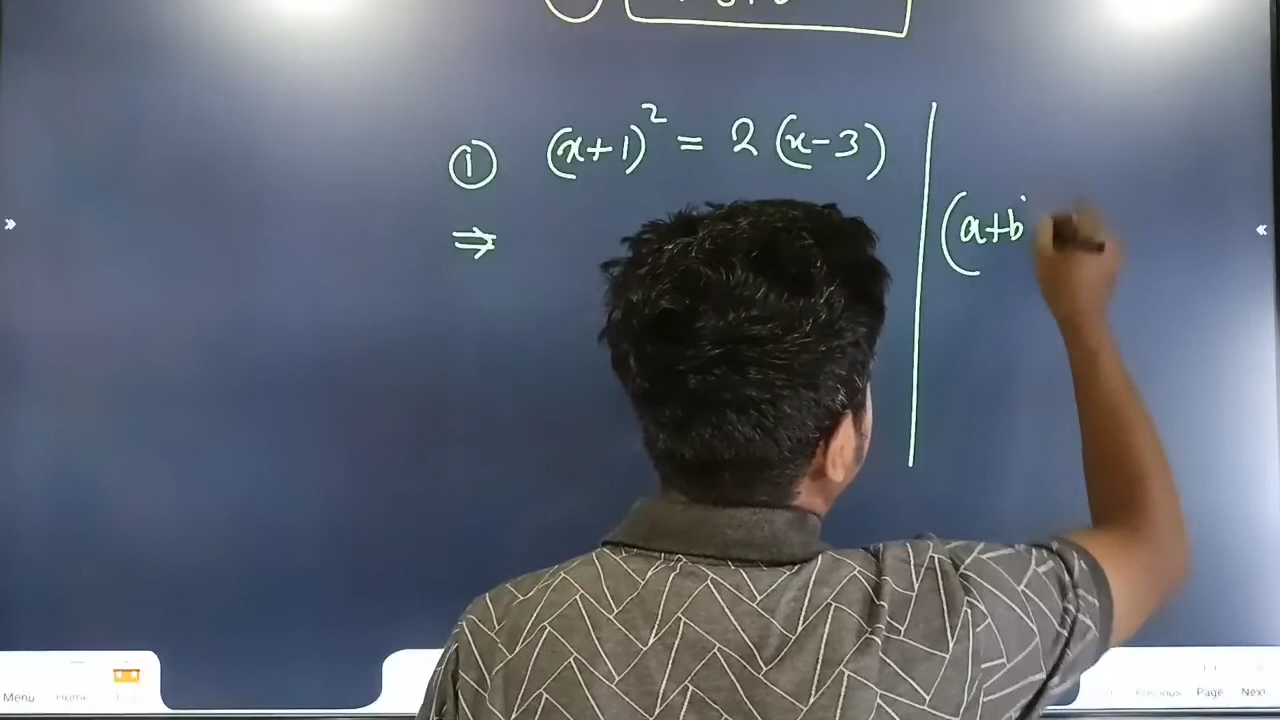 ① (x+1)² = 2 (x-3)
⇒
(a+b
»
«
Menu Home
Page Next